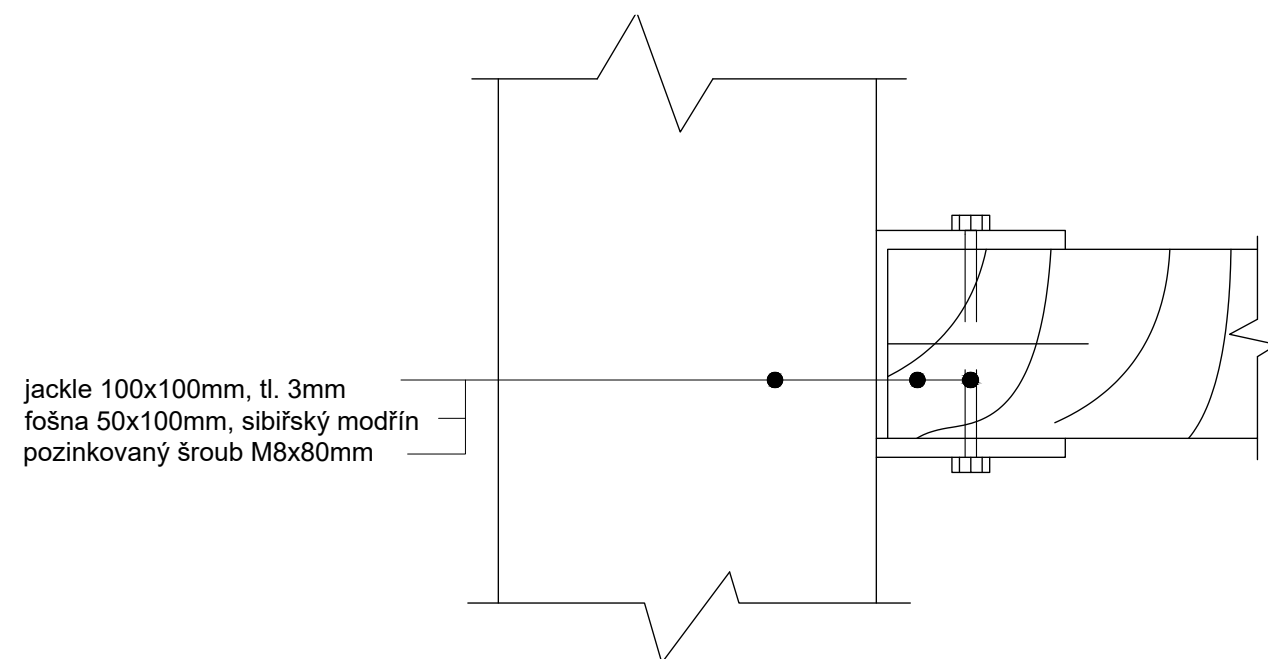 jackle 100x100mm, tl. 3mm
fošna 50x100mm, sibiřský modřín
pozinkovaný šroub M8x80mm